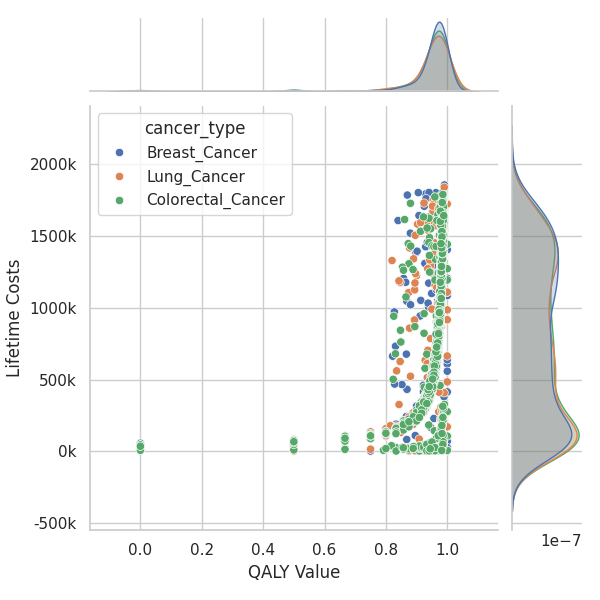 cancer_type
Breast_Cancer
Lung_Cancer
Colorectal_Cancer
2000k
1500k
1000k
500k
0k
-500k
Lifetime Costs
0.0 0.2 0.4 0.6 0.8 1.0
QALY Value
1e−7